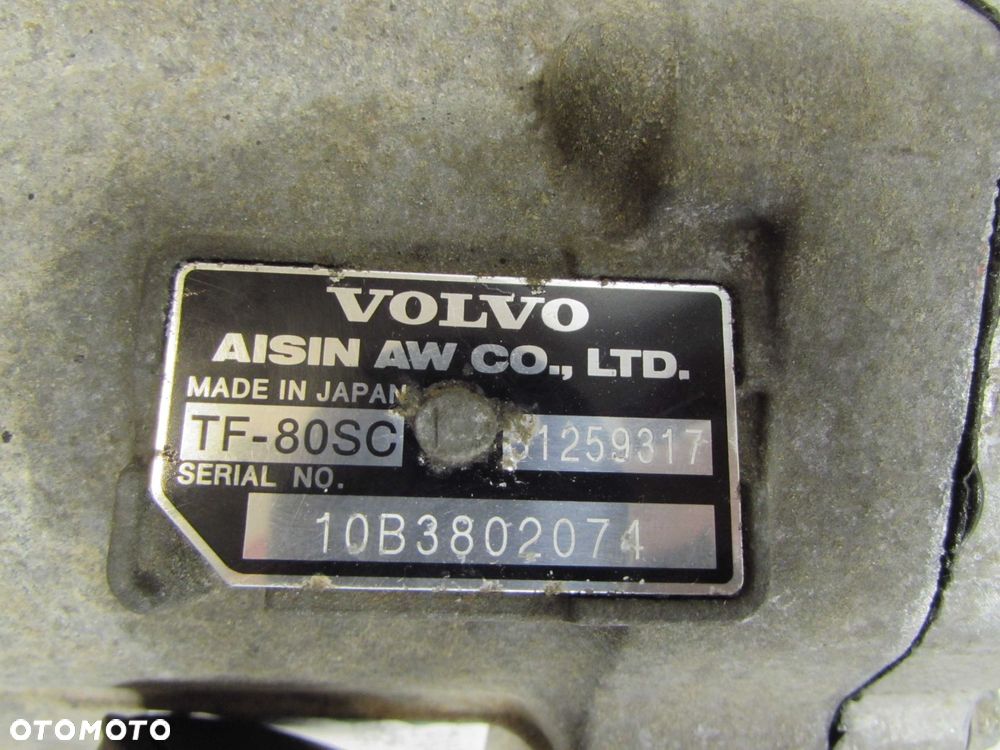 VOLVO
AISIN AW CO., LTD.
MADE IN JAPAN
TF-80SC 31259317
SERIAL NO.
10B3802074
OTOMOTO